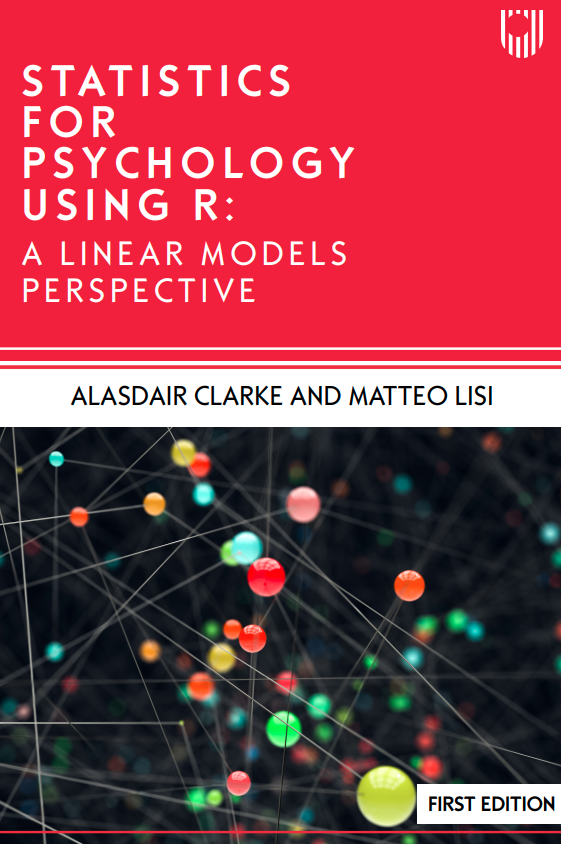 STATISTICS
FOR
PSYCHOLOGY
USING R:
A LINEAR MODELS
PERSPECTIVE
ALASDAIR CLARKE AND MATTEO LISI
FIRST EDITION